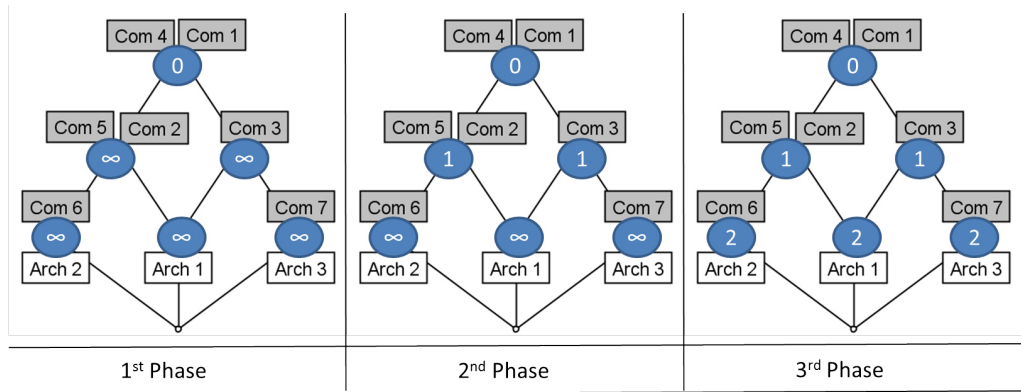 Com 4 Com 1
0
Com 5 Com 2 Com 3
∞ ∞
Com 6 Com 7
∞ ∞ ∞
Arch 2 Arch 1 Arch 3
1st Phase
Com 4 Com 1
0
Com 5 Com 2 Com 3
1 1
Com 6 Com 7
∞ ∞ ∞
Arch 2 Arch 1 Arch 3
2nd Phase
Com 4 Com 1
0
Com 5 Com 2 Com 3
1 1
Com 6 Com 7
2 2 2
Arch 2 Arch 1 Arch 3
3rd Phase